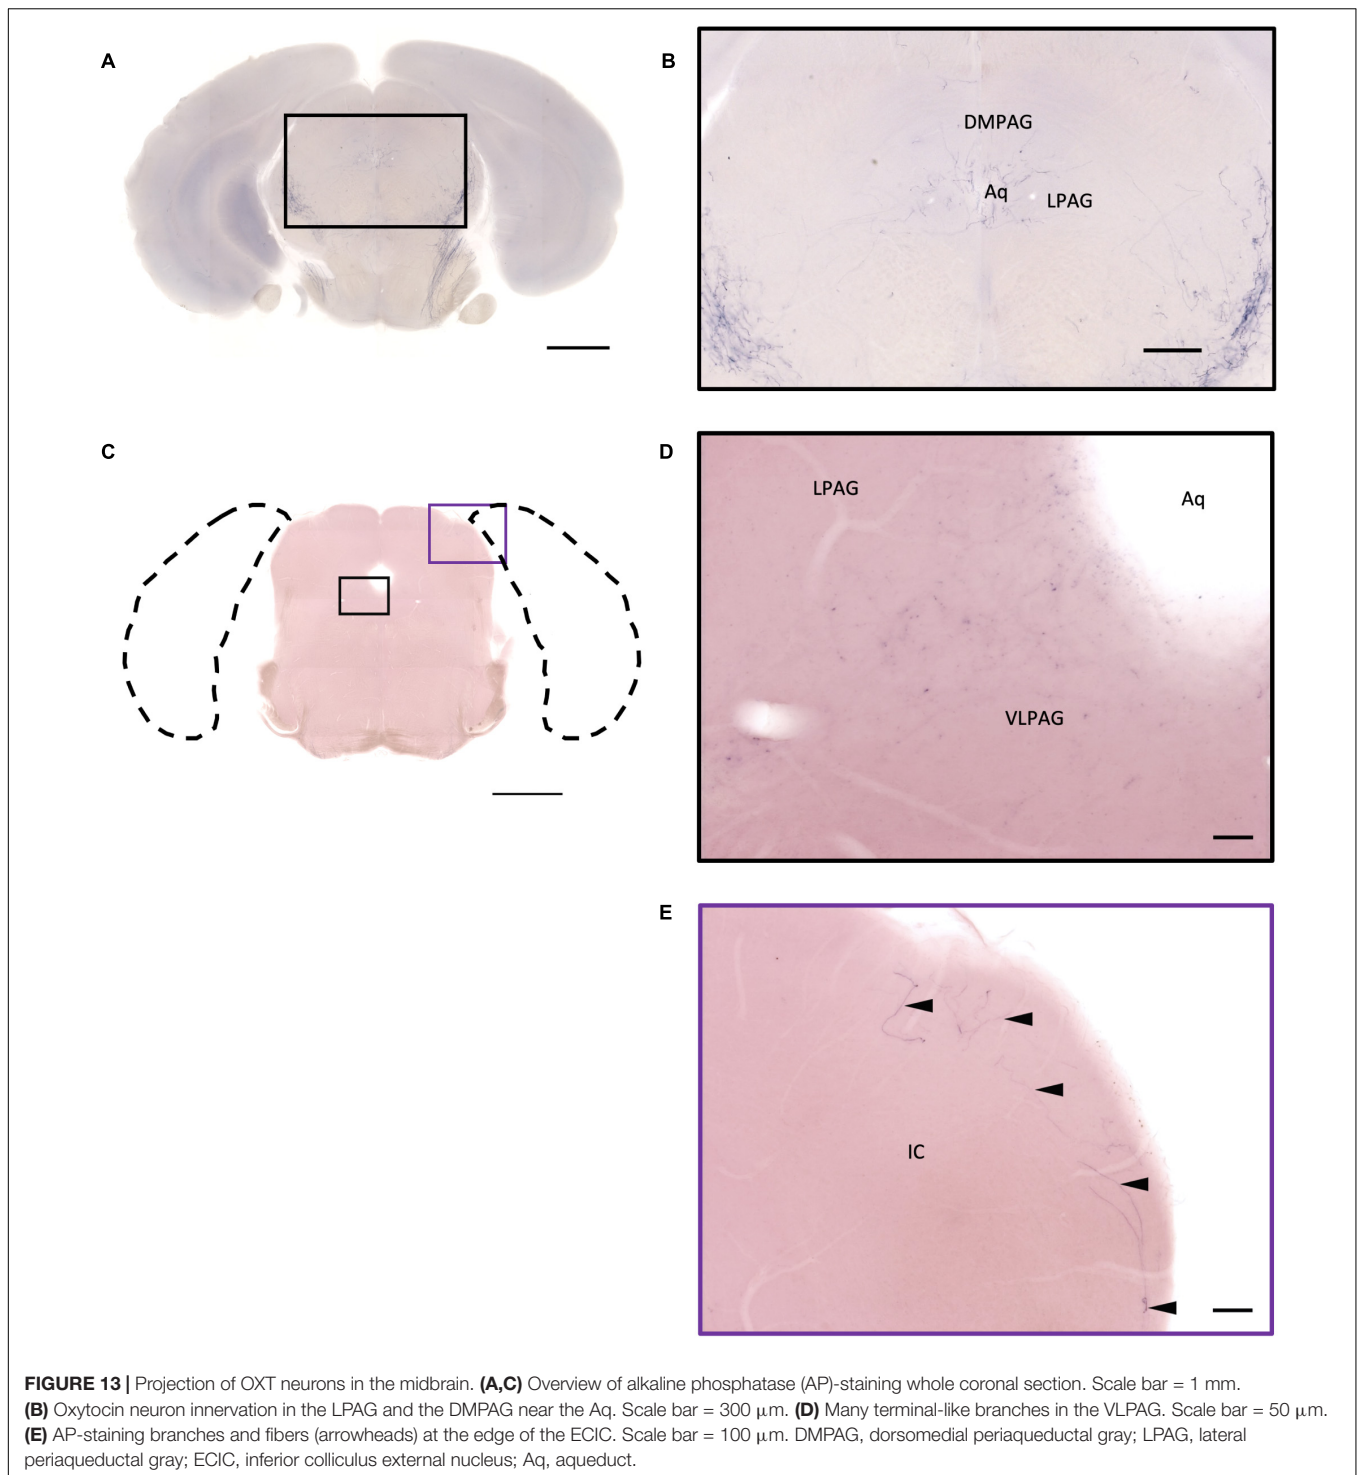 A
B
DMPAG
Aq
LPAG
C
D
LPAG
Aq
VLPAG
E
IC
FIGURE 13 | Projection of OXT neurons in the midbrain. (A,C) Overview of alkaline phosphatase (AP)-staining whole coronal section. Scale bar = 1 mm.
(B) Oxytocin neuron innervation in the LPAG and the DMPAG near the Aq. Scale bar = 300 μm. (D) Many terminal-like branches in the VLPAG. Scale bar = 50 μm.
(E) AP-staining branches and fibers (arrowheads) at the edge of the ECIC. Scale bar = 100 μm. DMPAG, dorsomedial periaqueductal gray; LPAG, lateral
periaqueductal gray; ECIC, inferior colliculus external nucleus; Aq, aqueduct.